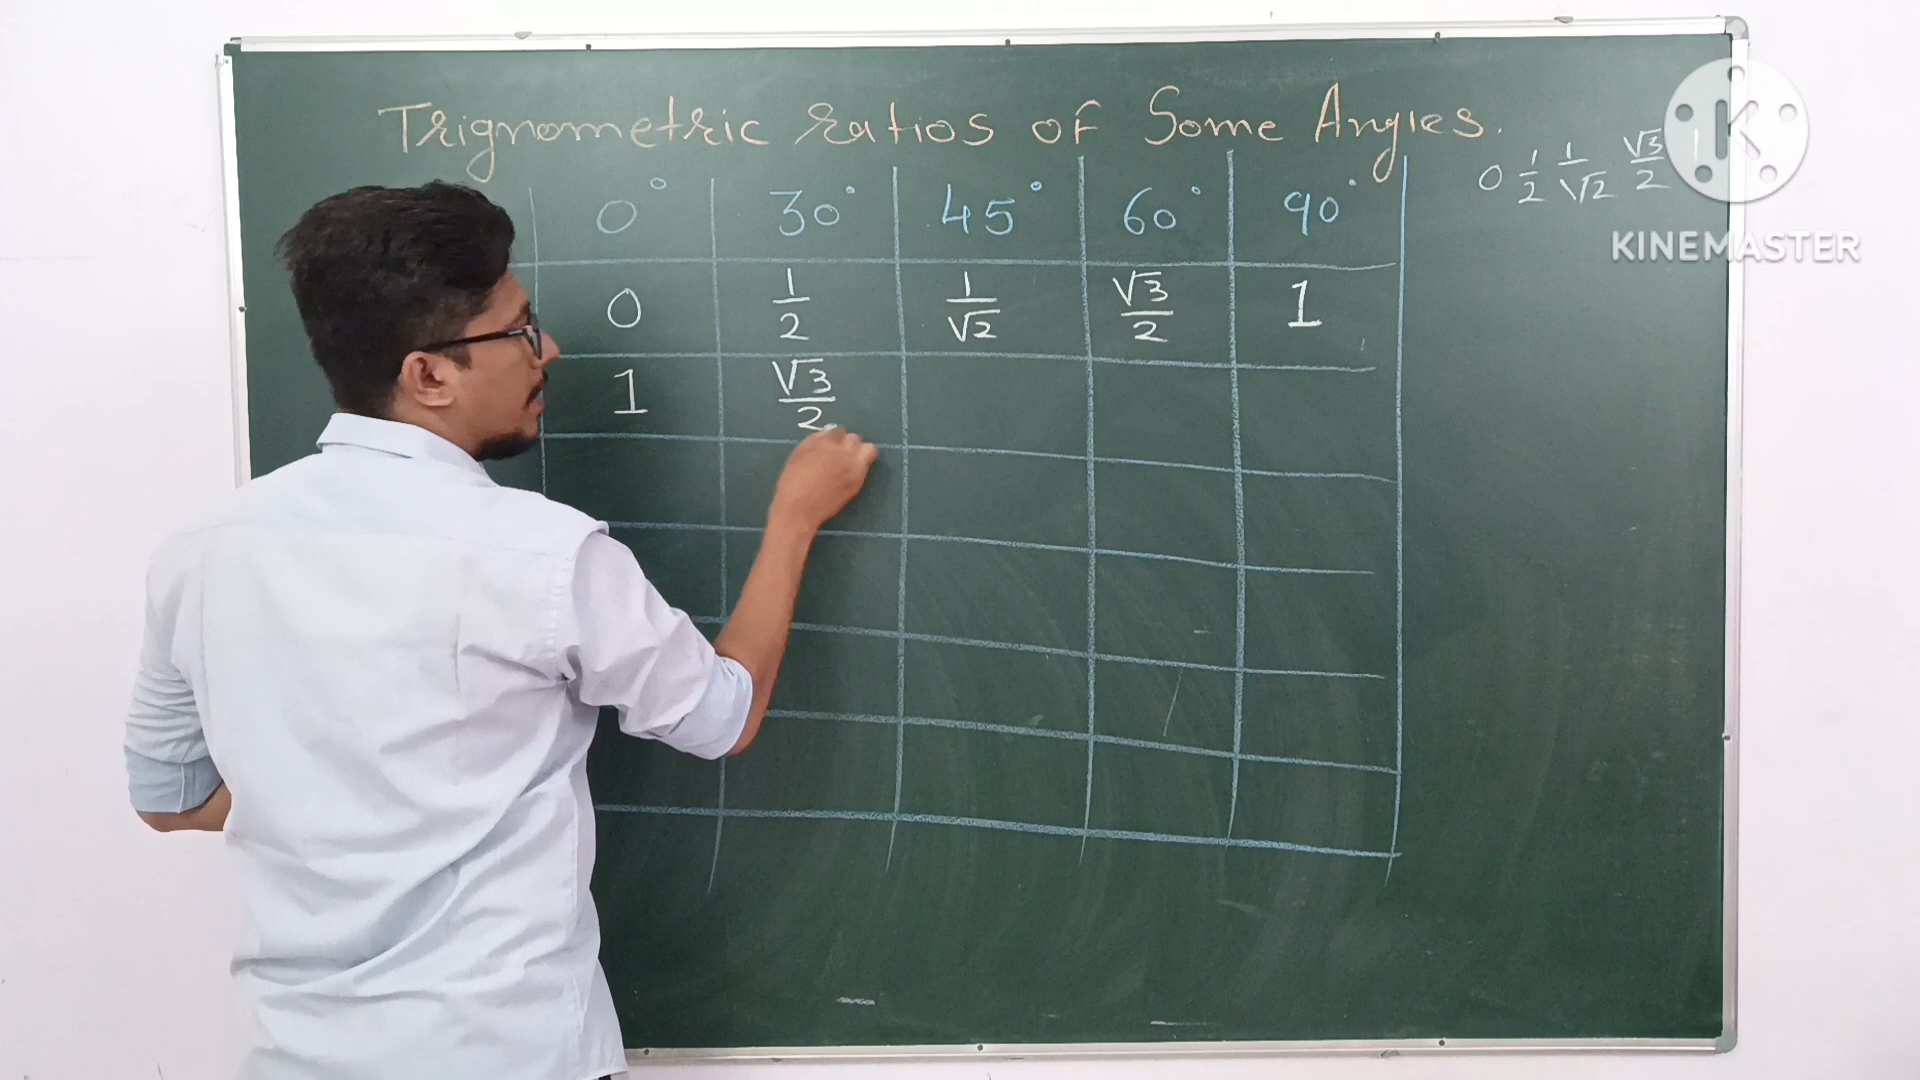 Trignometric Ratios of Some Angles.
0 1/2 1/√2 √3/2 1
K
KINEMASTER
0° 30° 45° 60° 90°
0 1/2 1/√2 √3/2 1
1 √3/2